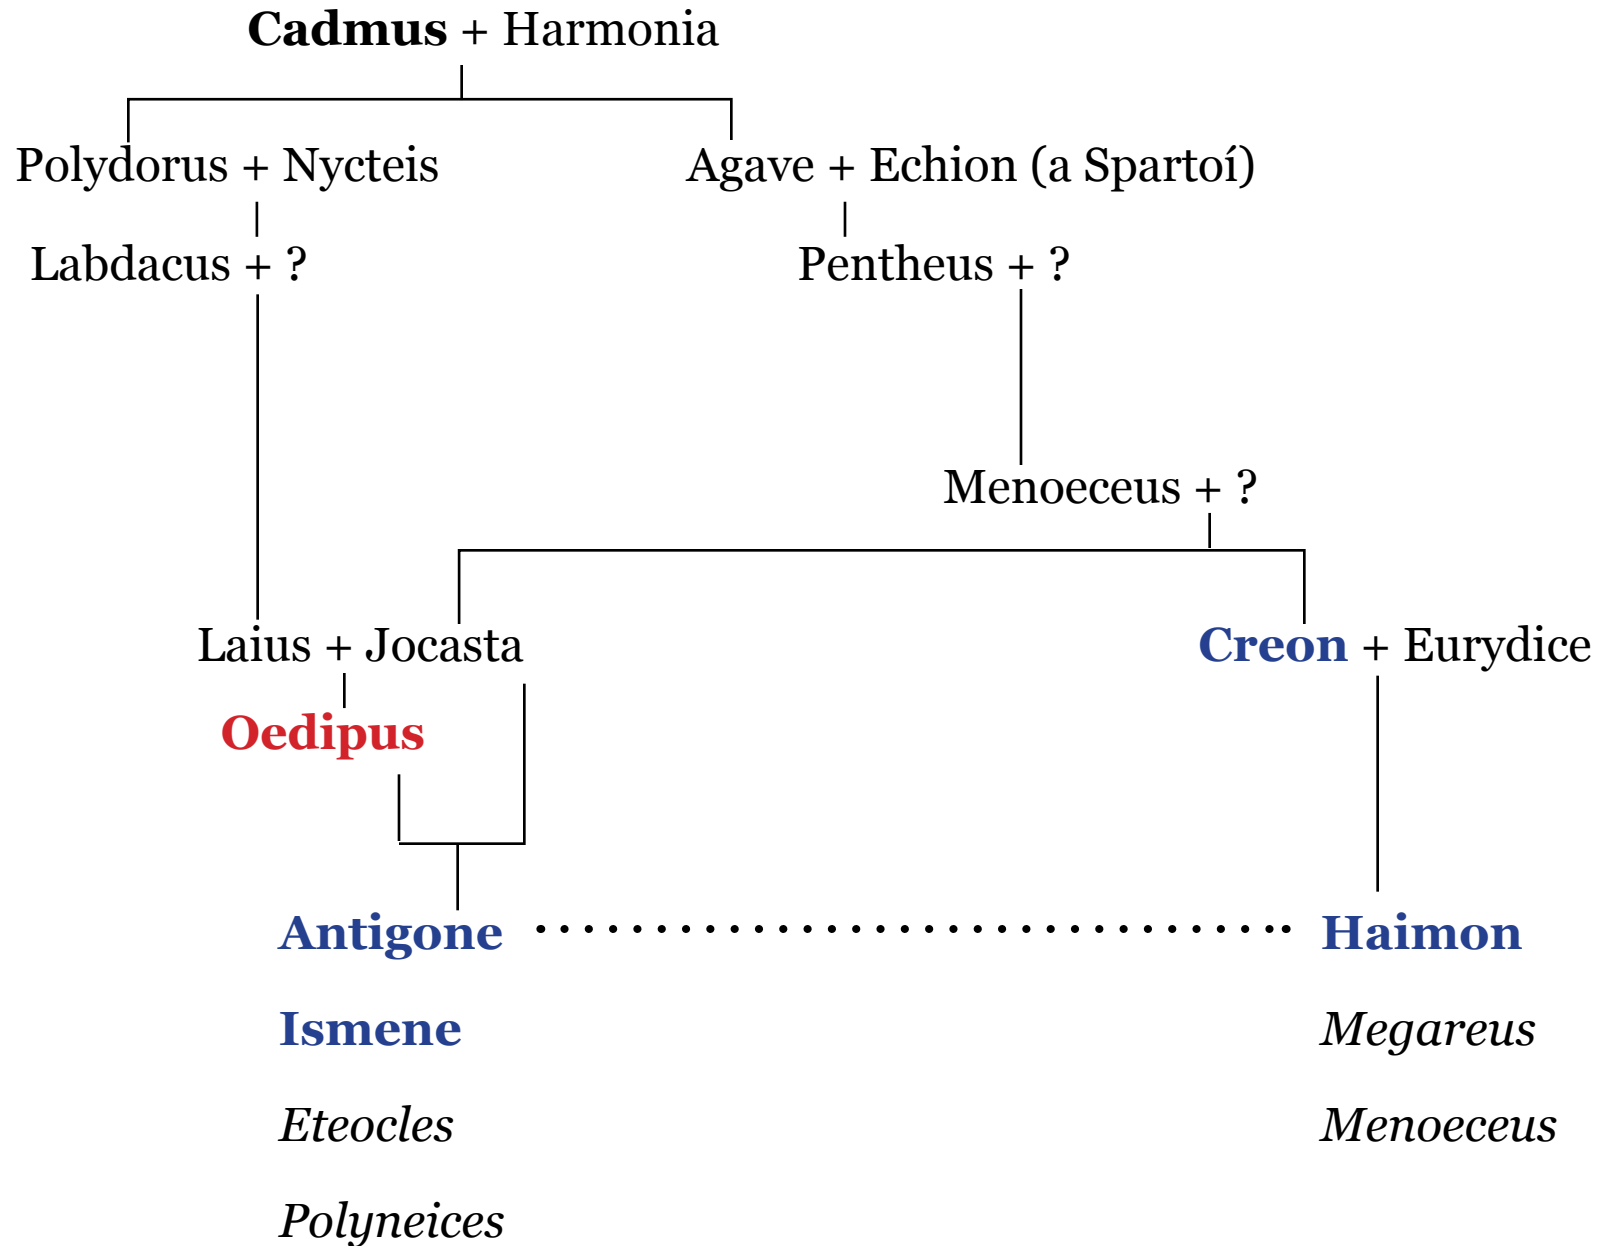 Cadmus + Harmonia
Polydorus + Nycteis
Agave + Echion (a Spartoí)
Labdacus + ?
Pentheus + ?
Menoeceus + ?
Laius + Jocasta
Creon + Eurydice
Oedipus
Antigone
Haimon
Ismene
Megareus
Eteocles
Menoeceus
Polyneices